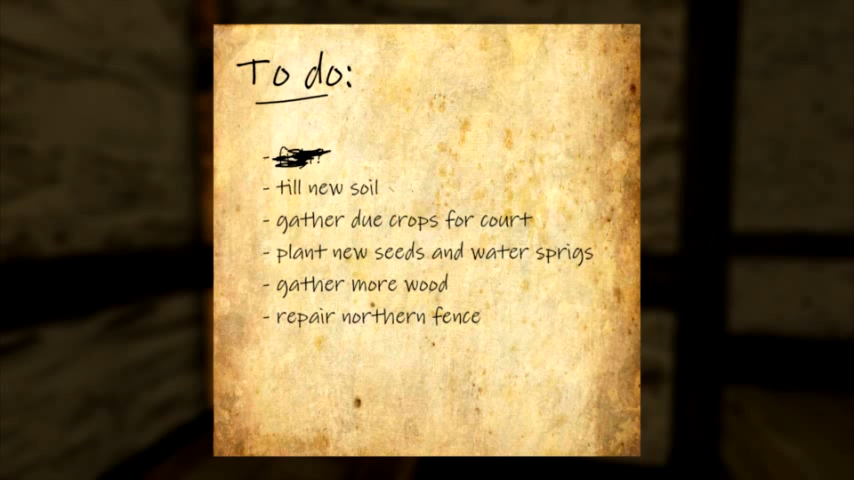 To do:
-
- till new soil
- gather due crops for court
- plant new seeds and water sprigs
- gather more wood
- repair northern fence